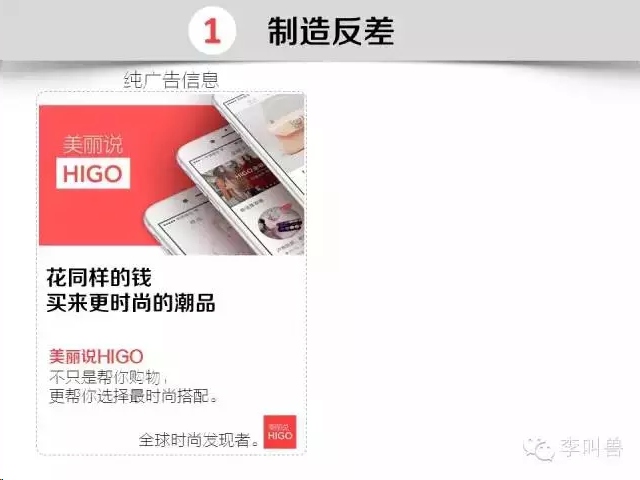 1 制造反差
纯广告信息
美丽说
HIGO
花同样的钱
买来更时尚的潮品
美丽说HIGO
不只是帮你购物，
更帮你选择最时尚搭配。
全球时尚发现者。
美丽说
HIGO
李叫兽